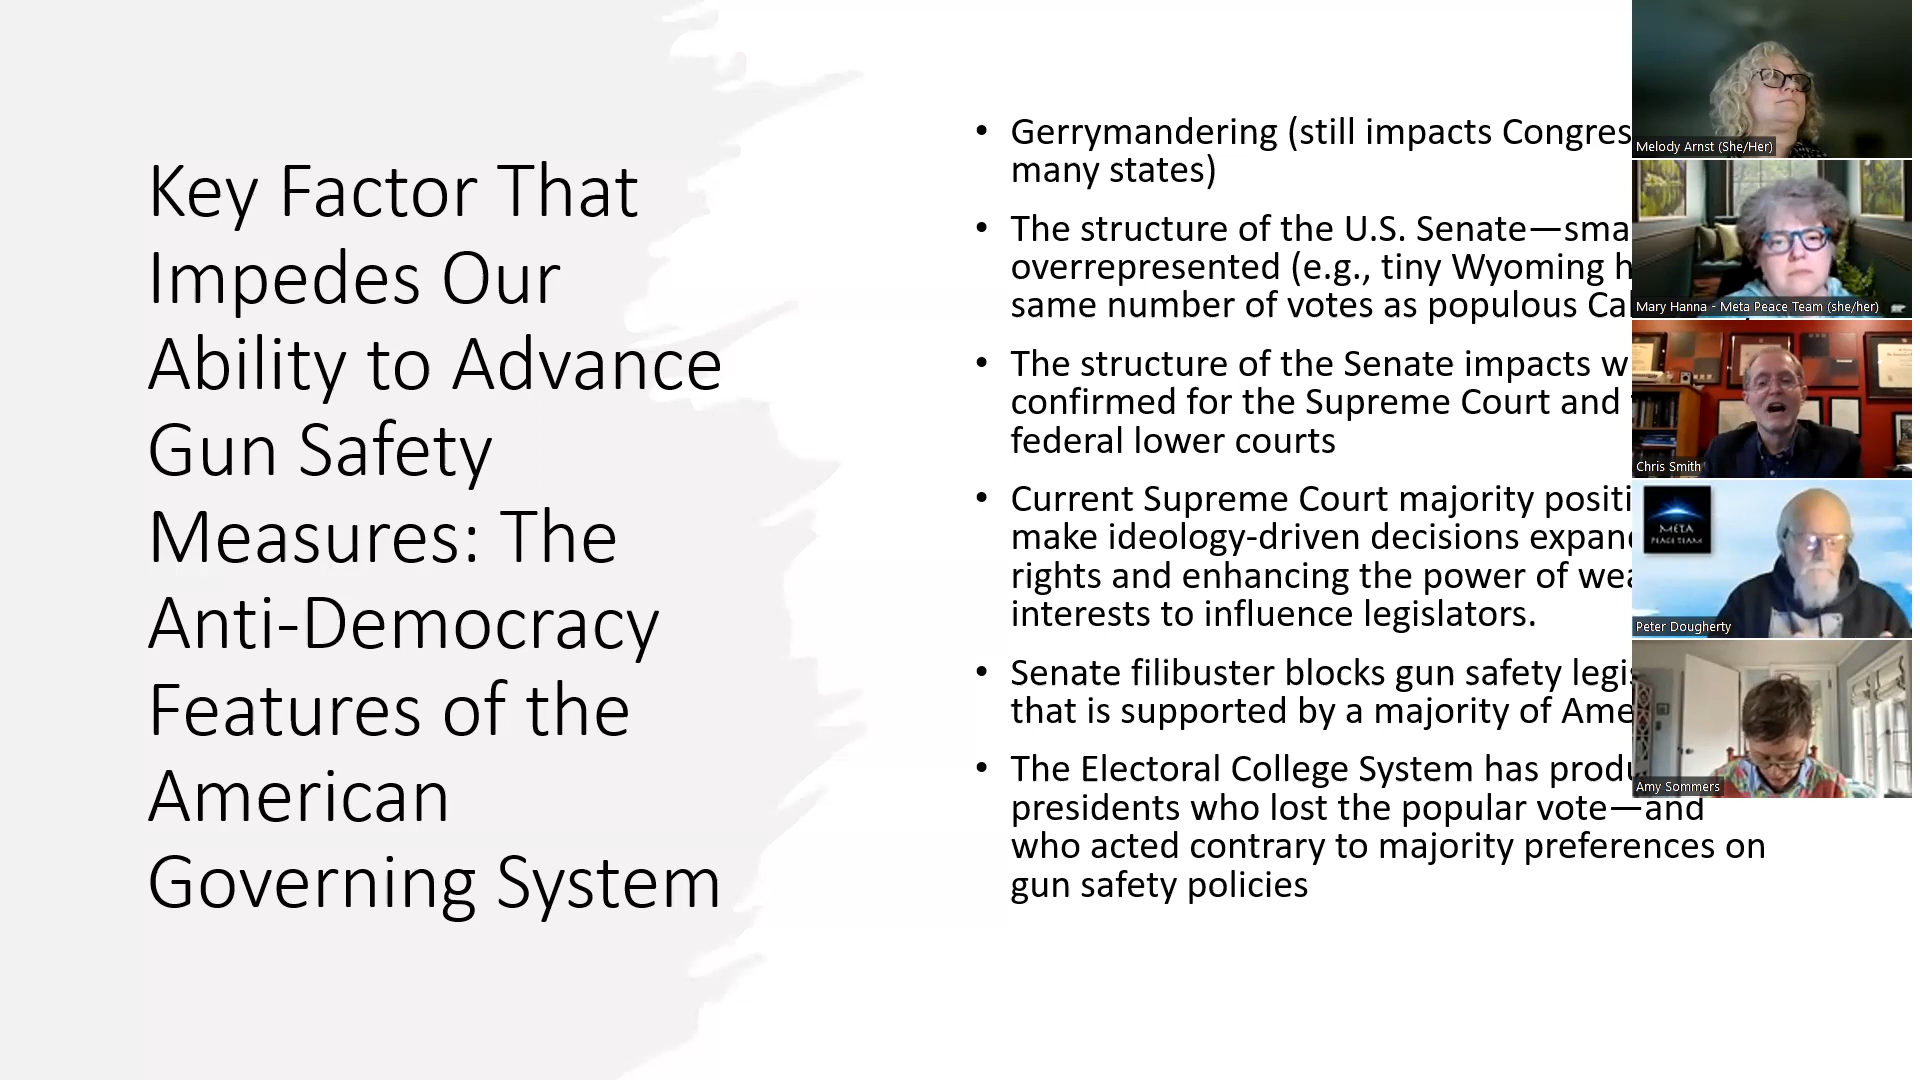 Key Factor That
Impedes Our
Ability to Advance
Gun Safety
Measures: The
Anti-Democracy
Features of the
American
Governing System
• Gerrymandering (still impacts Congres
many states)
• The structure of the U.S. Senate—sma
overrepresented (e.g., tiny Wyoming h
same number of votes as populous Cal
• The structure of the Senate impacts w
confirmed for the Supreme Court and
federal lower courts
• Current Supreme Court majority positi
make ideology-driven decisions expan
rights and enhancing the power of wea
interests to influence legislators.
• Senate filibuster blocks gun safety legis
that is supported by a majority of Ame
• The Electoral College System has produ
presidents who lost the popular vote—and
who acted contrary to majority preferences on
gun safety policies
Melody Arnst (She/Her)
Mary Hanna - Meta Peace Team (she/her)
Chris Smith
META
PEACE TEAM
Peter Dougherty
Amy Sommers